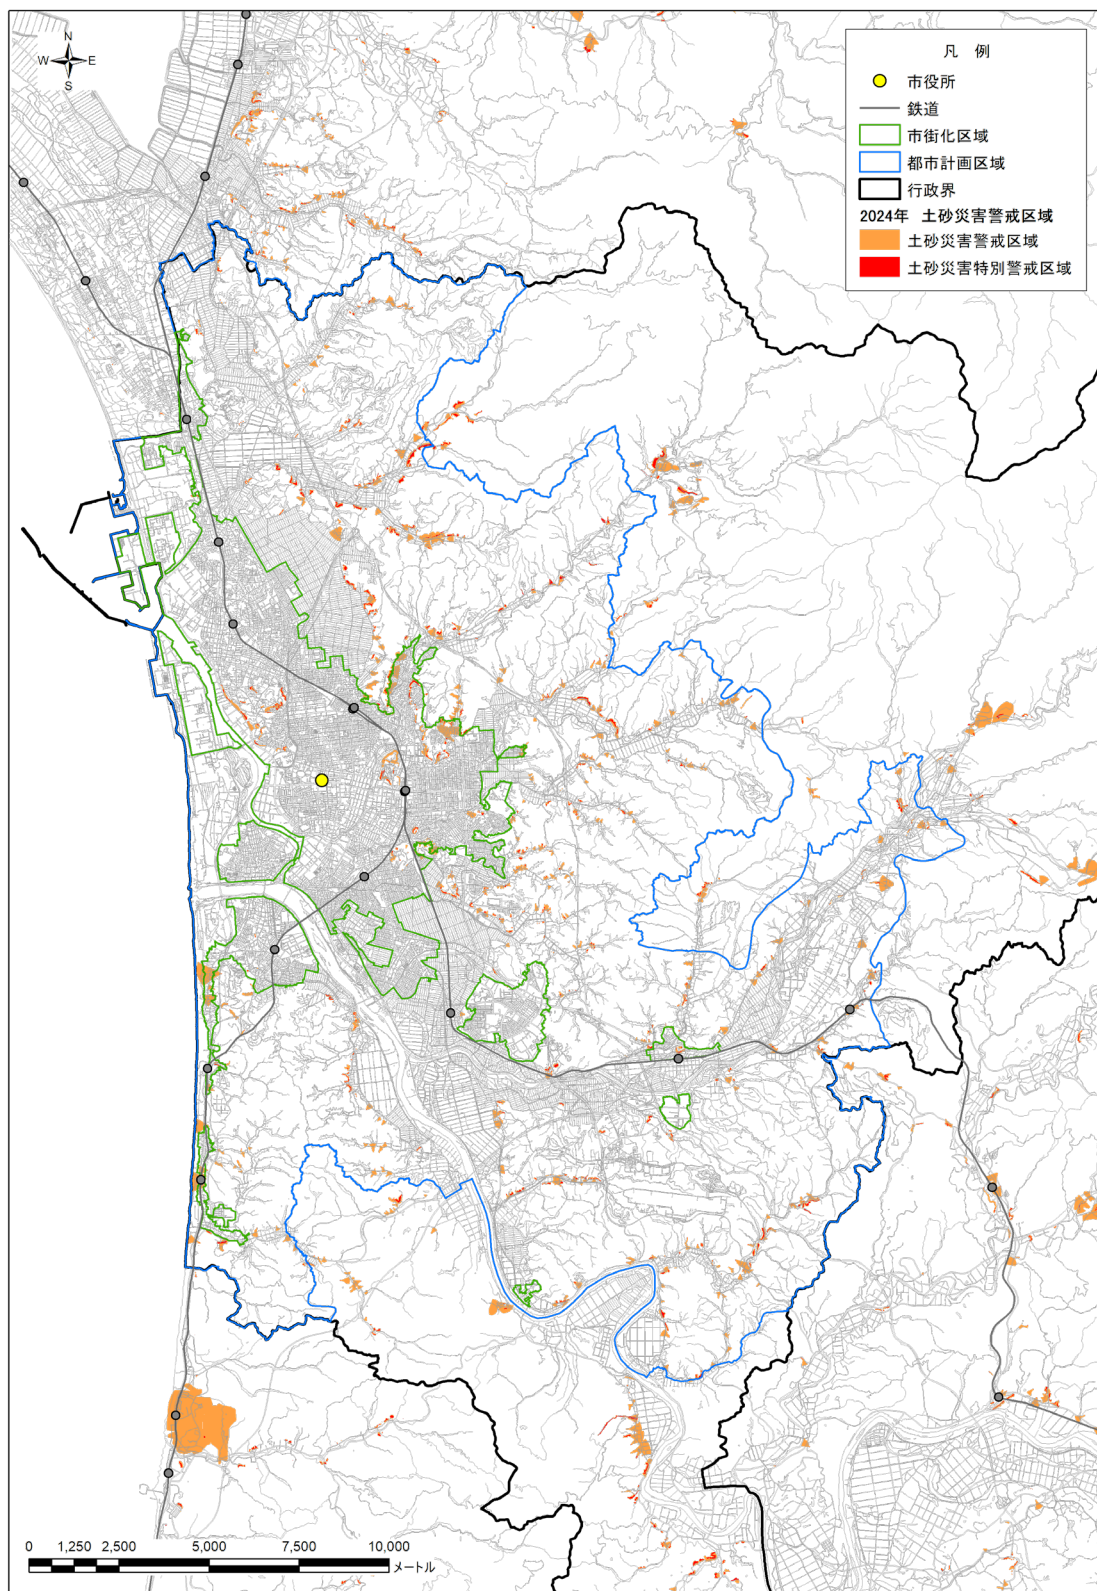 N
W E
S
凡 例
市役所
鉄道
市街化区域
都市計画区域
行政界
2024年 土砂災害警戒区域
土砂災害警戒区域
土砂災害特別警戒区域
0 1,250 2,500 5,000 7,500 10,000
メートル